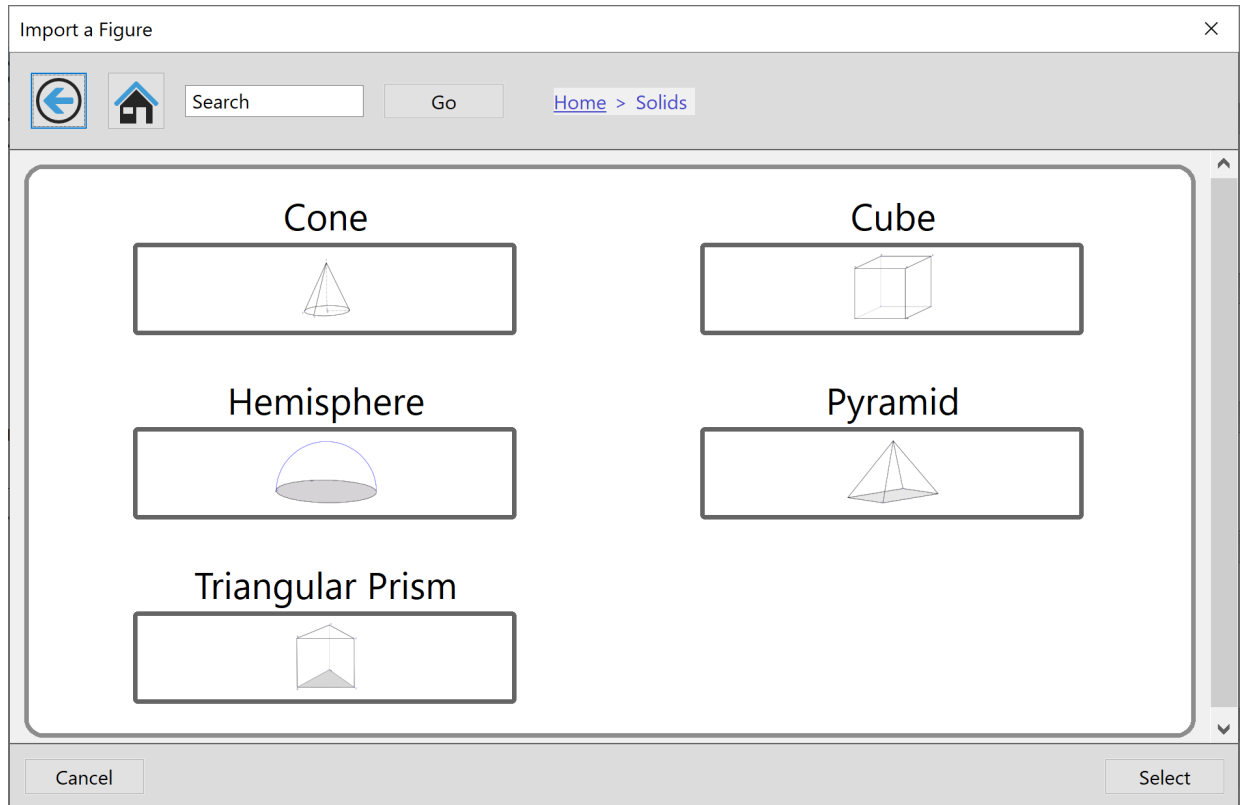 Import a Figure
Search
Go
Home > Solids
Cone
Cube
Hemisphere
Pyramid
Triangular Prism
Cancel
Select